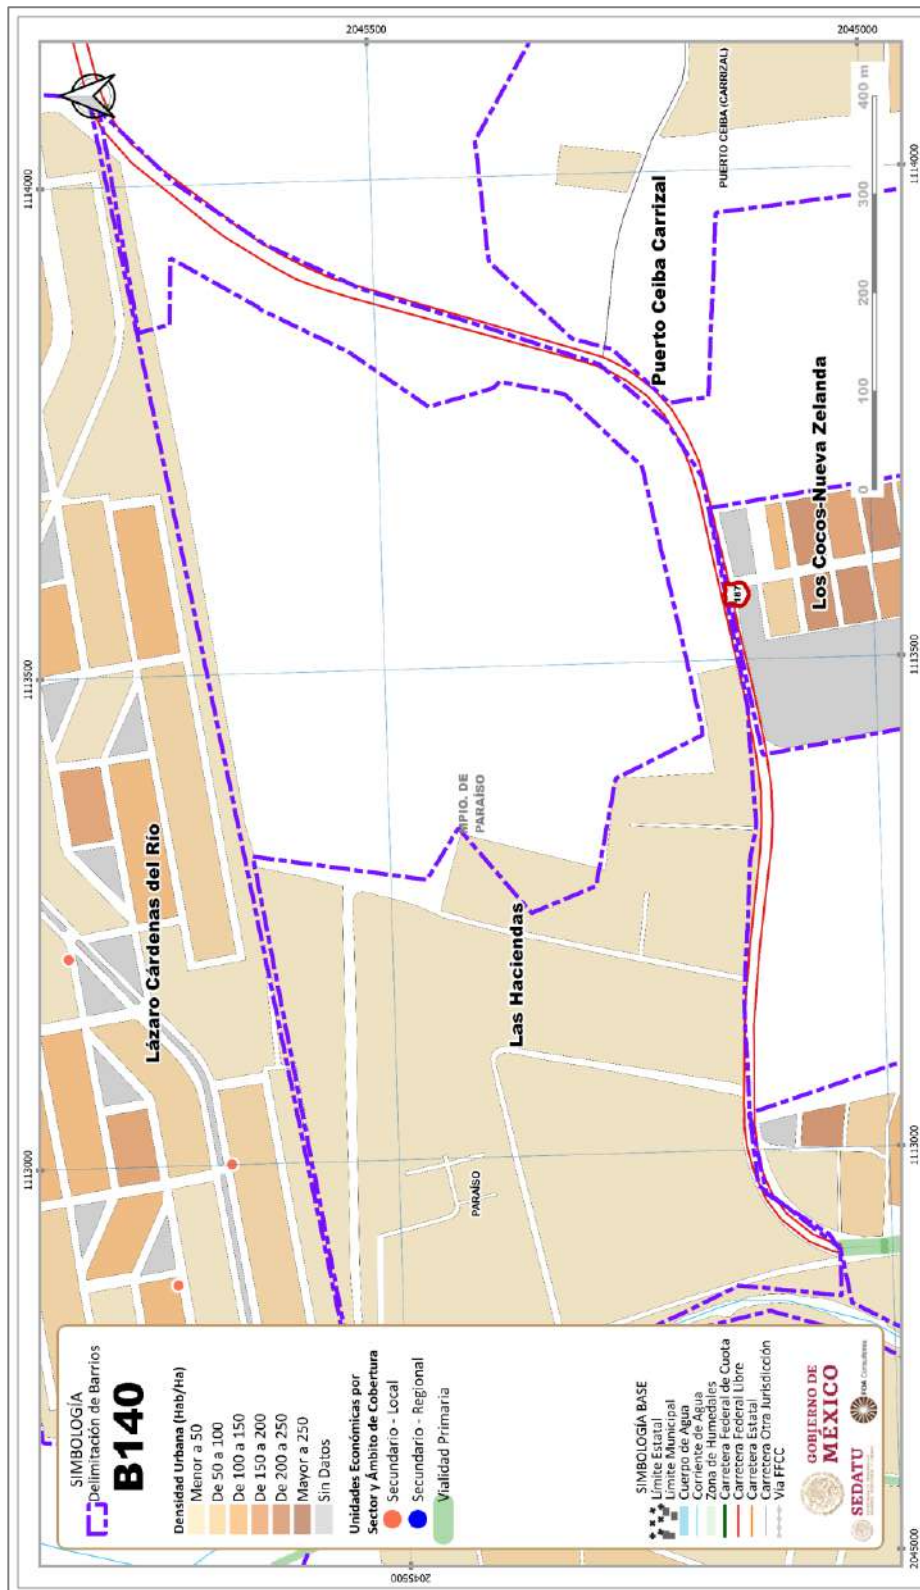 2045500
2045000
1114000
1114000
1113500
1113500
1113000
1113000
2045500
2045000
400 m
300
200
100
0
PUERTO CEIBA (CARRIZAL)
Puerto Ceiba Carrizal
Los Cocos-Nueva Zelanda
187
Lázaro Cárdenas del Río
MPIO. DE
PARAÍSO
Las Haciendas
PARAÍSO
SIMBOLOGÍA
Delimitación de Barrios
B140
Densidad Urbana (Hab/Ha)
Menor a 50
De 50 a 100
De 100 a 150
De 150 a 200
De 200 a 250
Mayor a 250
Sin Datos
Unidades Económicas por
Sector y Ámbito de Cobertura
Secundario - Local
Secundario - Regional
Vialidad Primaria
SIMBOLOGÍA BASE
Límite Estatal
Límite Municipal
Cuerpo de Agua
Corriente de Agua
Zona de Humedales
Carretera Federal de Cuota
Carretera Federal Libre
Carretera Estatal
Carretera Otra Jurisdicción
Vía FFCC
GOBIERNO DE
MÉXICO
SEDATU